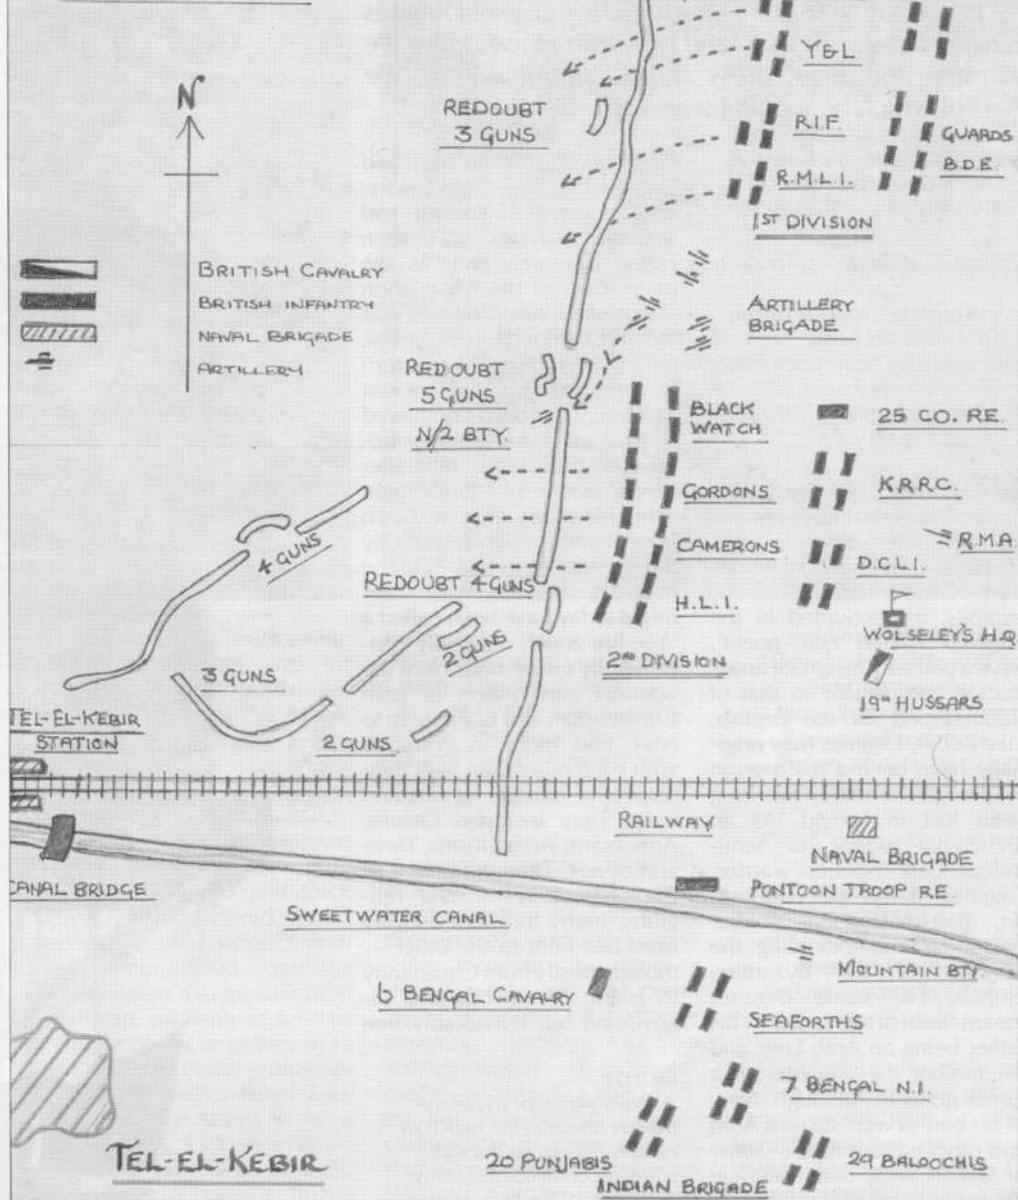 N
Y&L
REDOUBT
3 GUNS
R.I.F.
GUARDS
B.D.E.
R.M.L.I.
1ST DIVISION
BRITISH CAVALRY
BRITISH INFANTRY
NAVAL BRIGADE
ARTILLERY
ARTILLERY
BRIGADE
REDOUBT
5 GUNS
N/2 BTY.
BLACK
WATCH
25 CO. RE.
GORDONS
K.R.R.C.
4 GUNS
CAMERONS
R.M.A.
D.C.L.I.
REDOUBT 4 GUNS
H.L.I.
WOLSELEY'S H.Q
2 GUNS
2ND DIVISION
3 GUNS
19TH HUSSARS
TEL-EL-KEBIR
STATION
2 GUNS
RAILWAY
NAVAL BRIGADE
CANAL BRIDGE
PONTOON TROOP RE
SWEETWATER CANAL
MOUNTAIN BTY.
6 BENGAL CAVALRY
SEAFORTHS
7 BENGAL N.I.
TEL-EL-KEBIR
20 PUNJABIS
29 BALOOCHIS
INDIAN BRIGADE